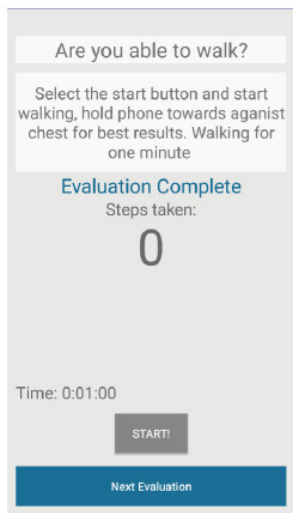 Are you able to walk?
Select the start button and start
walking, hold phone towards aganist
chest for best results. Walking for
one minute
Evaluation Complete
Steps taken:
0
Time: 0:01:00
START!
Next Evaluation